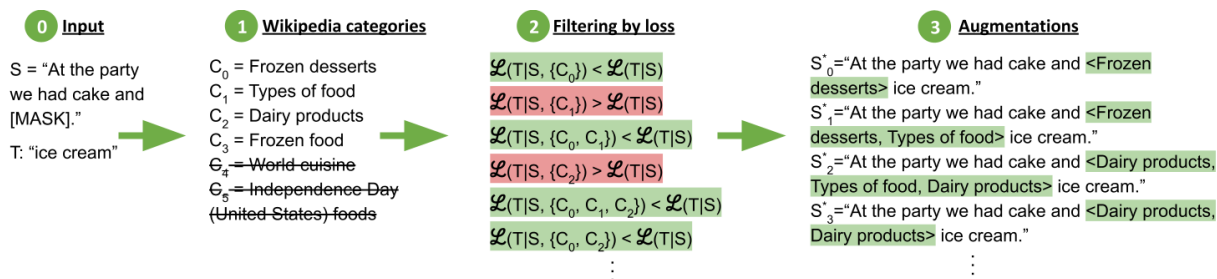 0 Input
S = “At the party
we had cake and
[MASK].”
T: “ice cream”
1 Wikipedia categories
C0 = Frozen desserts
C1 = Types of food
C2 = Dairy products
C3 = Frozen food
C4 = World cuisine
C5 = Independence Day
(United States) foods
2 Filtering by loss
ℒ(T|S, {C0}) < ℒ(T|S)
ℒ(T|S, {C1}) > ℒ(T|S)
ℒ(T|S, {C0, C1}) < ℒ(T|S)
ℒ(T|S, {C2}) > ℒ(T|S)
ℒ(T|S, {C0, C1, C2}) < ℒ(T|S)
ℒ(T|S, {C0, C2}) < ℒ(T|S)
⋮
3 Augmentations
S*0=“At the party we had cake and <Frozen
desserts> ice cream.”
S*1=“At the party we had cake and <Frozen
desserts, Types of food> ice cream.”
S*2=“At the party we had cake and <Dairy products,
Types of food, Dairy products> ice cream.”
S*3=“At the party we had cake and <Dairy products,
Dairy products> ice cream.”
⋮